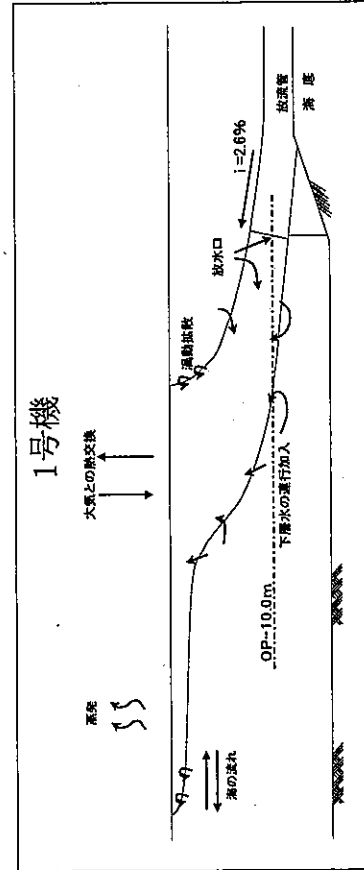 1号機
大気との熱交換
蒸発
海の流れ
渦動拡散
下層水の連行加入
OP-10.0m
放水口
i=2.6%
放流管
海底